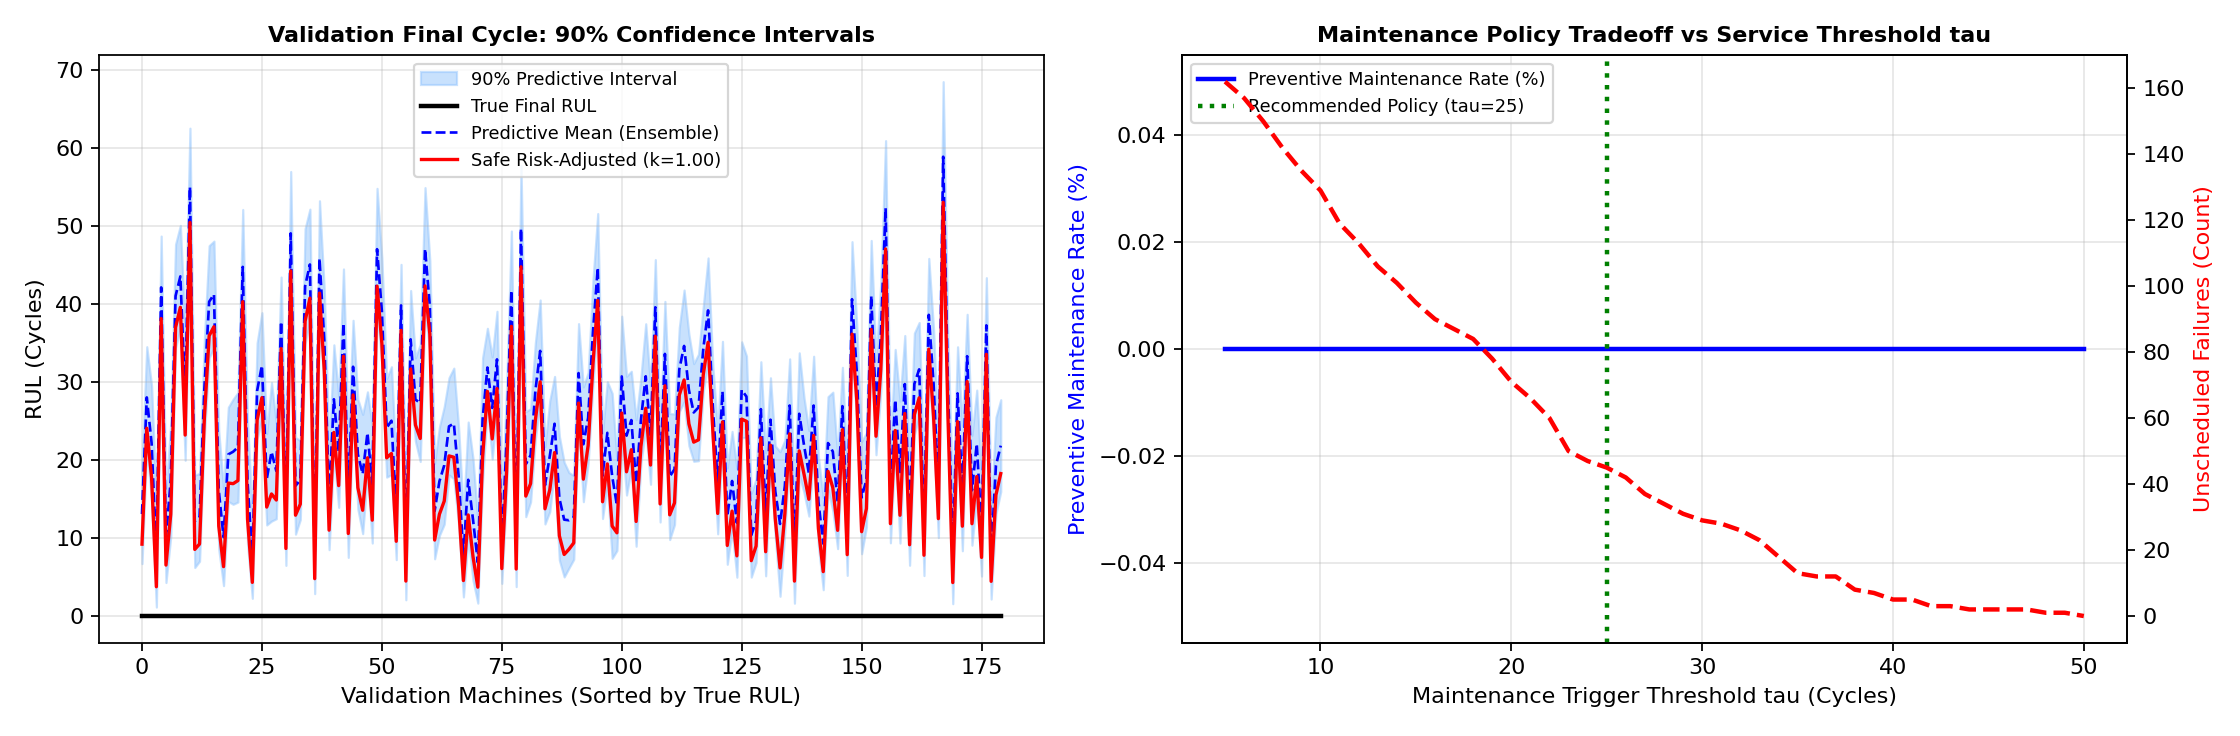 Validation Final Cycle: 90% Confidence Intervals
90% Predictive Interval
True Final RUL
Predictive Mean (Ensemble)
Safe Risk-Adjusted (k=1.00)
RUL (Cycles)
70
60
50
40
30
20
10
0
0 25 50 75 100 125 150 175
Validation Machines (Sorted by True RUL)
Maintenance Policy Tradeoff vs Service Threshold tau
Preventive Maintenance Rate (%)
Recommended Policy (tau=25)
Preventive Maintenance Rate (%)
0.04
0.02
0.00
−0.02
−0.04
10 20 30 40 50
Maintenance Trigger Threshold tau (Cycles)
160
140
120
100
80
60
40
20
0
Unscheduled Failures (Count)